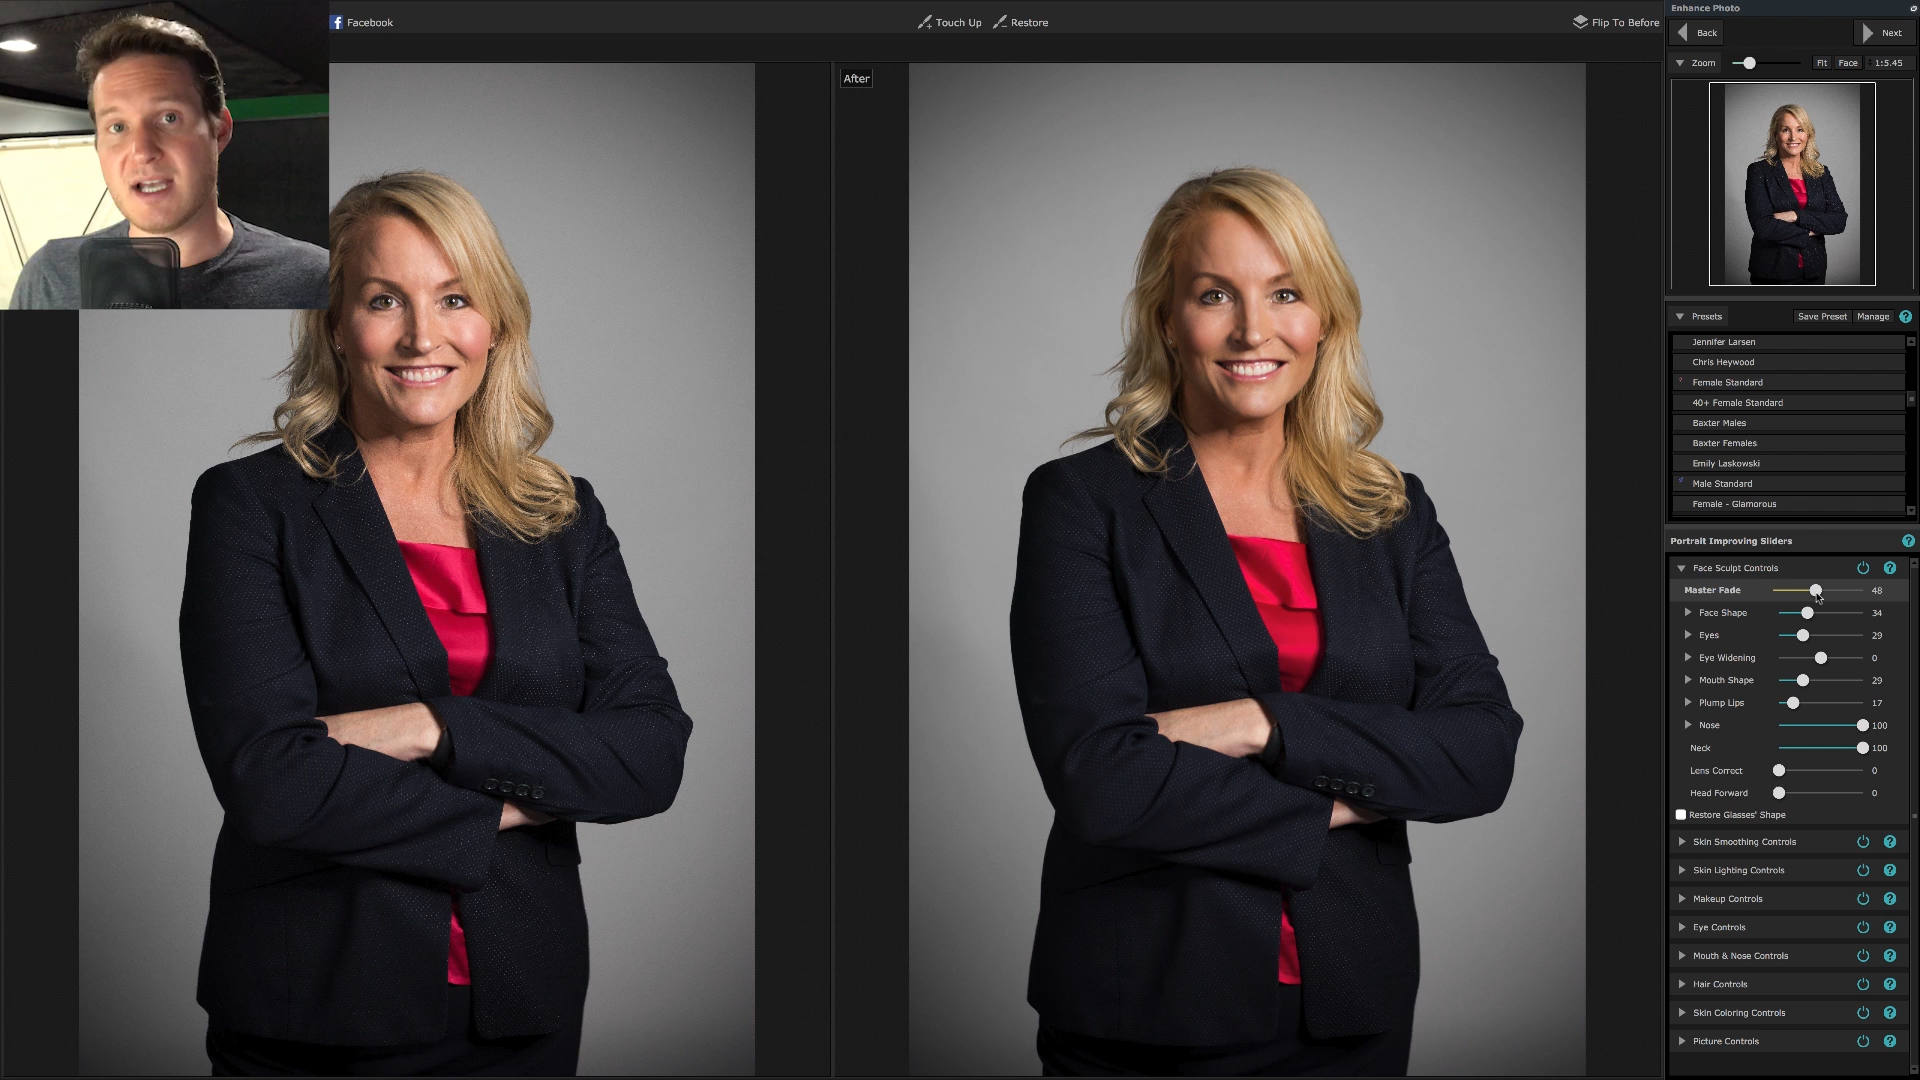 Facebook
Touch Up
Restore
Flip To Before
After
Enhance Photo
Back
Next
Zoom
Fit
Face
1:5.45
Presets
Save Preset
Manage
?
Jennifer Larsen
Chris Heywood
Female Standard
40+ Female Standard
Baxter Males
Baxter Females
Emily Laskowski
Male Standard
Female - Glamorous
Portrait Improving Sliders ?
Face Sculpt Controls ?
Master Fade 48
Face Shape 34
Eyes 29
Eye Widening 0
Mouth Shape 29
Plump Lips 17
Nose 100
Neck 100
Lens Correct 0
Head Forward 0
Restore Glasses' Shape
Skin Smoothing Controls ?
Skin Lighting Controls ?
Makeup Controls ?
Eye Controls ?
Mouth & Nose Controls ?
Hair Controls ?
Skin Coloring Controls ?
Picture Controls ?